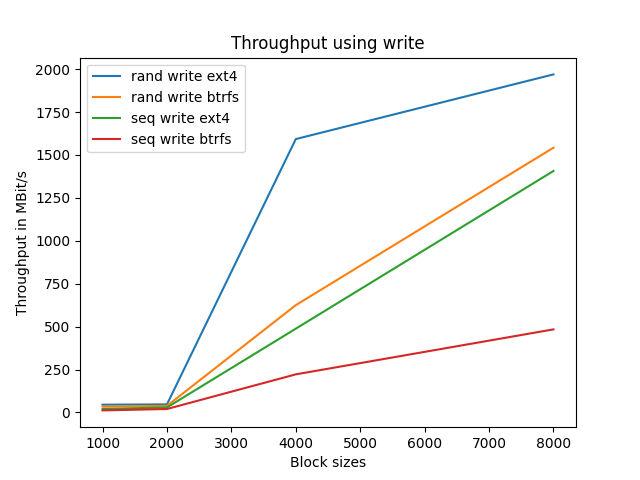 Throughput using write
rand write ext4
rand write btrfs
seq write ext4
seq write btrfs
Throughput in MBit/s
2000
1750
1500
1250
1000
750
500
250
0
1000 2000 3000 4000 5000 6000 7000 8000
Block sizes